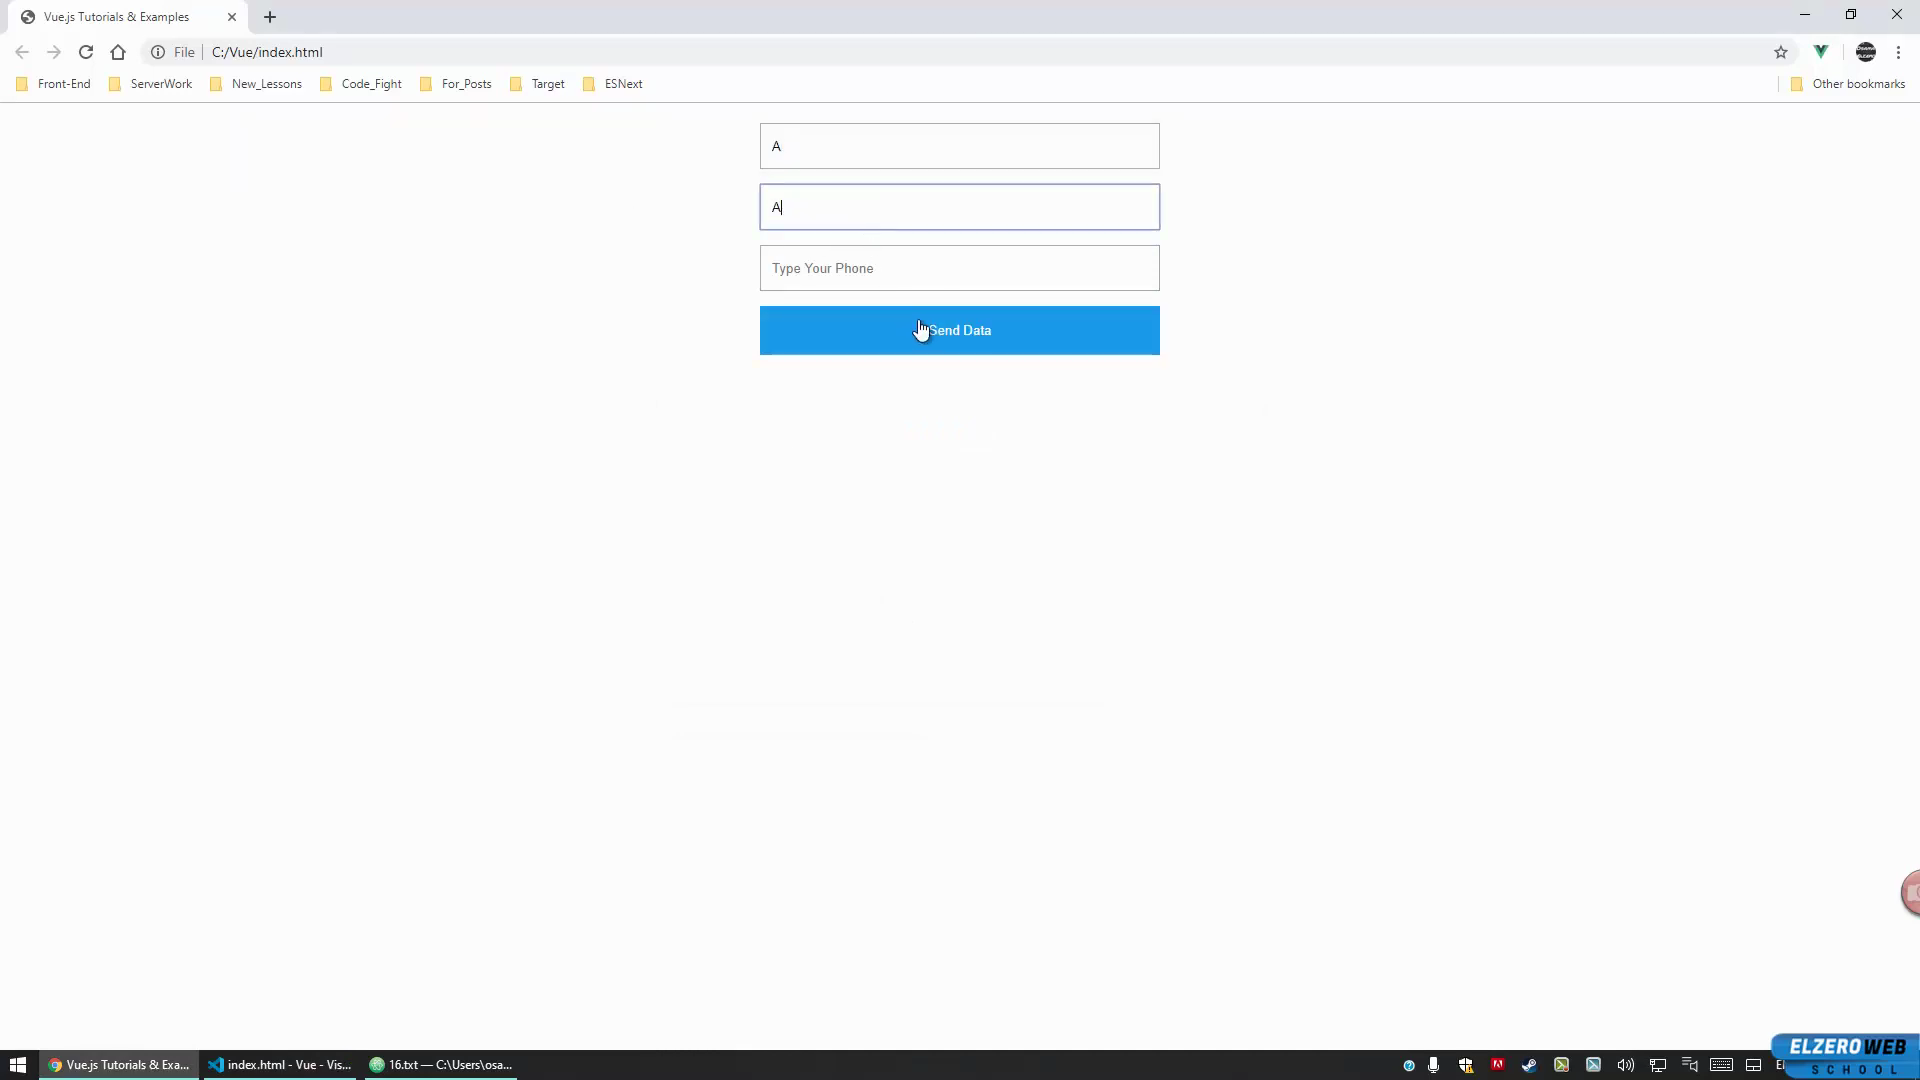 Vue.js Tutorials & Examples
File C:/Vue/index.html
Front-End ServerWork New_Lessons Code_Fight For_Posts Target ESNext Other bookmarks
A
A
Type Your Phone
Send Data
Vue.js Tutorials & Exa... index.html - Vue - Vis... 16.txt — C:\Users\osa...
ELZERO WEB
SCHOOL